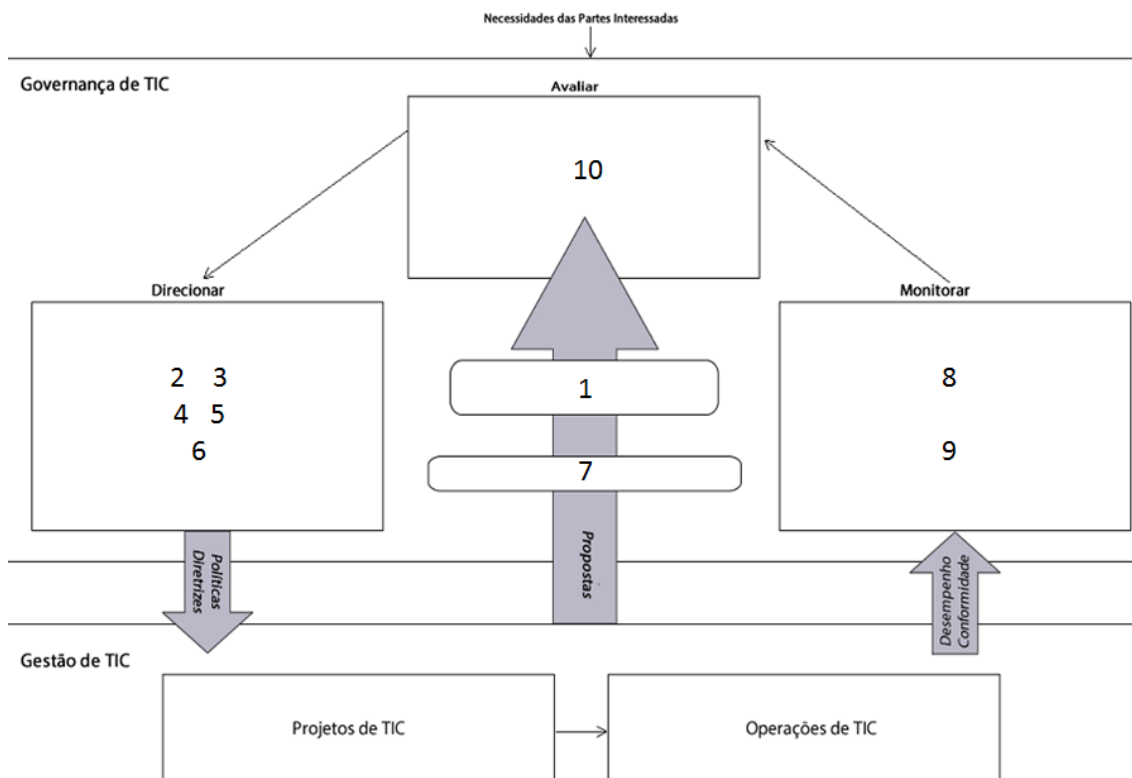 Necessidades das Partes Interessadas
Governança de TIC
Avaliar
10
Direcionar
Monitorar
2 3
4 5
6
1
7
8
9
Políticas
Diretrizes
Propostas
Desempenho
Conformidade
Gestão de TIC
Projetos de TIC
Operações de TIC